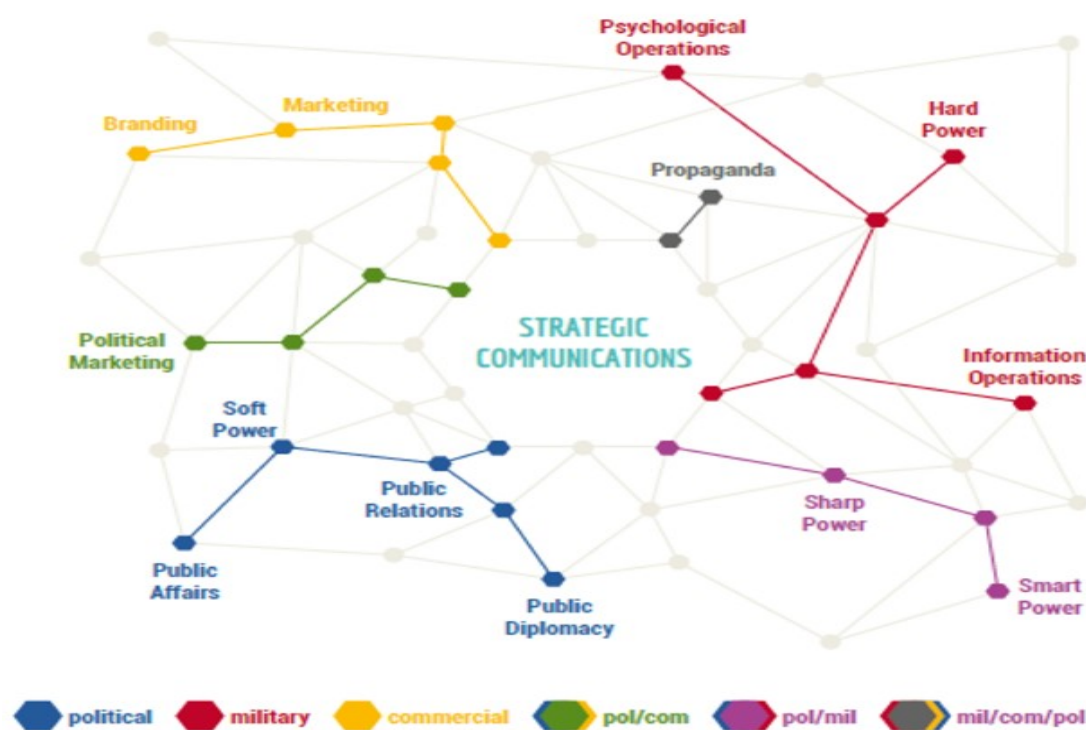 Psychological
Operations
Marketing
Branding
Hard
Power
Propaganda
STRATEGIC
COMMUNICATIONS
Political
Marketing
Information
Operations
Soft
Power
Public
Relations
Sharp
Power
Public
Affairs
Public
Diplomacy
Smart
Power
political
military
commercial
pol/com
pol/mil
mil/com/pol